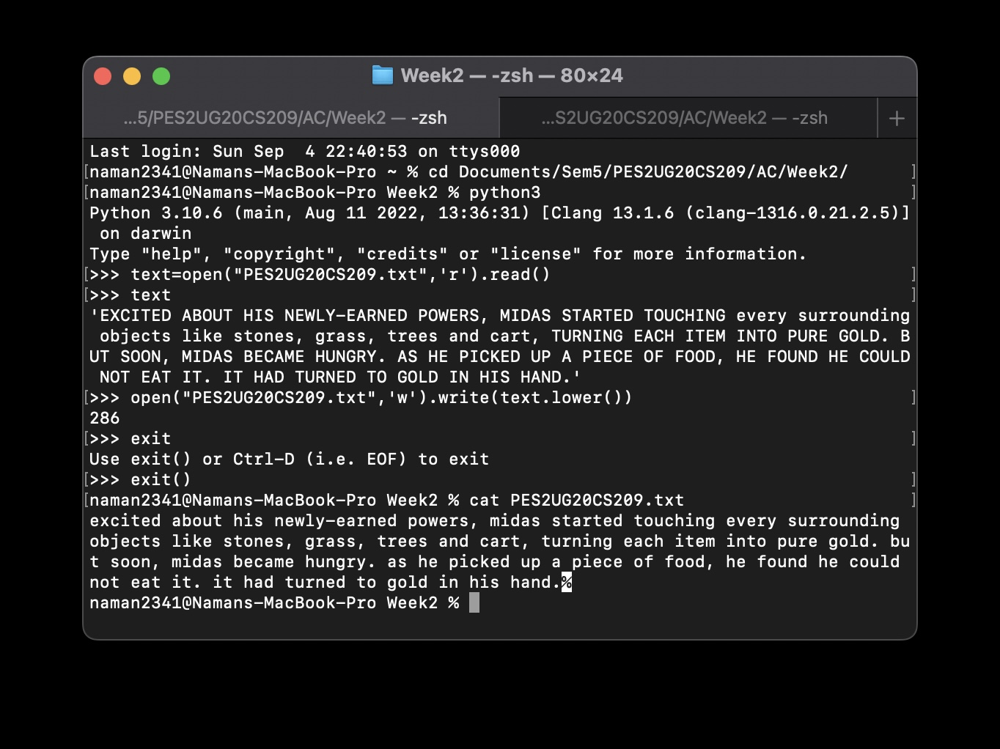 Week2 — -zsh — 80×24
...5/PES2UG20CS209/AC/Week2 — -zsh
...S2UG20CS209/AC/Week2 — -zsh
+
Last login: Sun Sep  4 22:40:53 on ttys000
[naman2341@Namans-MacBook-Pro ~ % cd Documents/Sem5/PES2UG20CS209/AC/Week2/ ]
[naman2341@Namans-MacBook-Pro Week2 % python3 ]
Python 3.10.6 (main, Aug 11 2022, 13:36:31) [Clang 13.1.6 (clang-1316.0.21.2.5)]
 on darwin
Type "help", "copyright", "credits" or "license" for more information.
[>>> text=open("PES2UG20CS209.txt",'r').read() ]
[>>> text ]
'EXCITED ABOUT HIS NEWLY-EARNED POWERS, MIDAS STARTED TOUCHING every surrounding
 objects like stones, grass, trees and cart, TURNING EACH ITEM INTO PURE GOLD. B
UT SOON, MIDAS BECAME HUNGRY. AS HE PICKED UP A PIECE OF FOOD, HE FOUND HE COULD
 NOT EAT IT. IT HAD TURNED TO GOLD IN HIS HAND.'
[>>> open("PES2UG20CS209.txt",'w').write(text.lower()) ]
286
[>>> exit ]
Use exit() or Ctrl-D (i.e. EOF) to exit
[>>> exit() ]
[naman2341@Namans-MacBook-Pro Week2 % cat PES2UG20CS209.txt ]
excited about his newly-earned powers, midas started touching every surrounding
objects like stones, grass, trees and cart, turning each item into pure gold. bu
t soon, midas became hungry. as he picked up a piece of food, he found he could
not eat it. it had turned to gold in his hand.%
naman2341@Namans-MacBook-Pro Week2 %